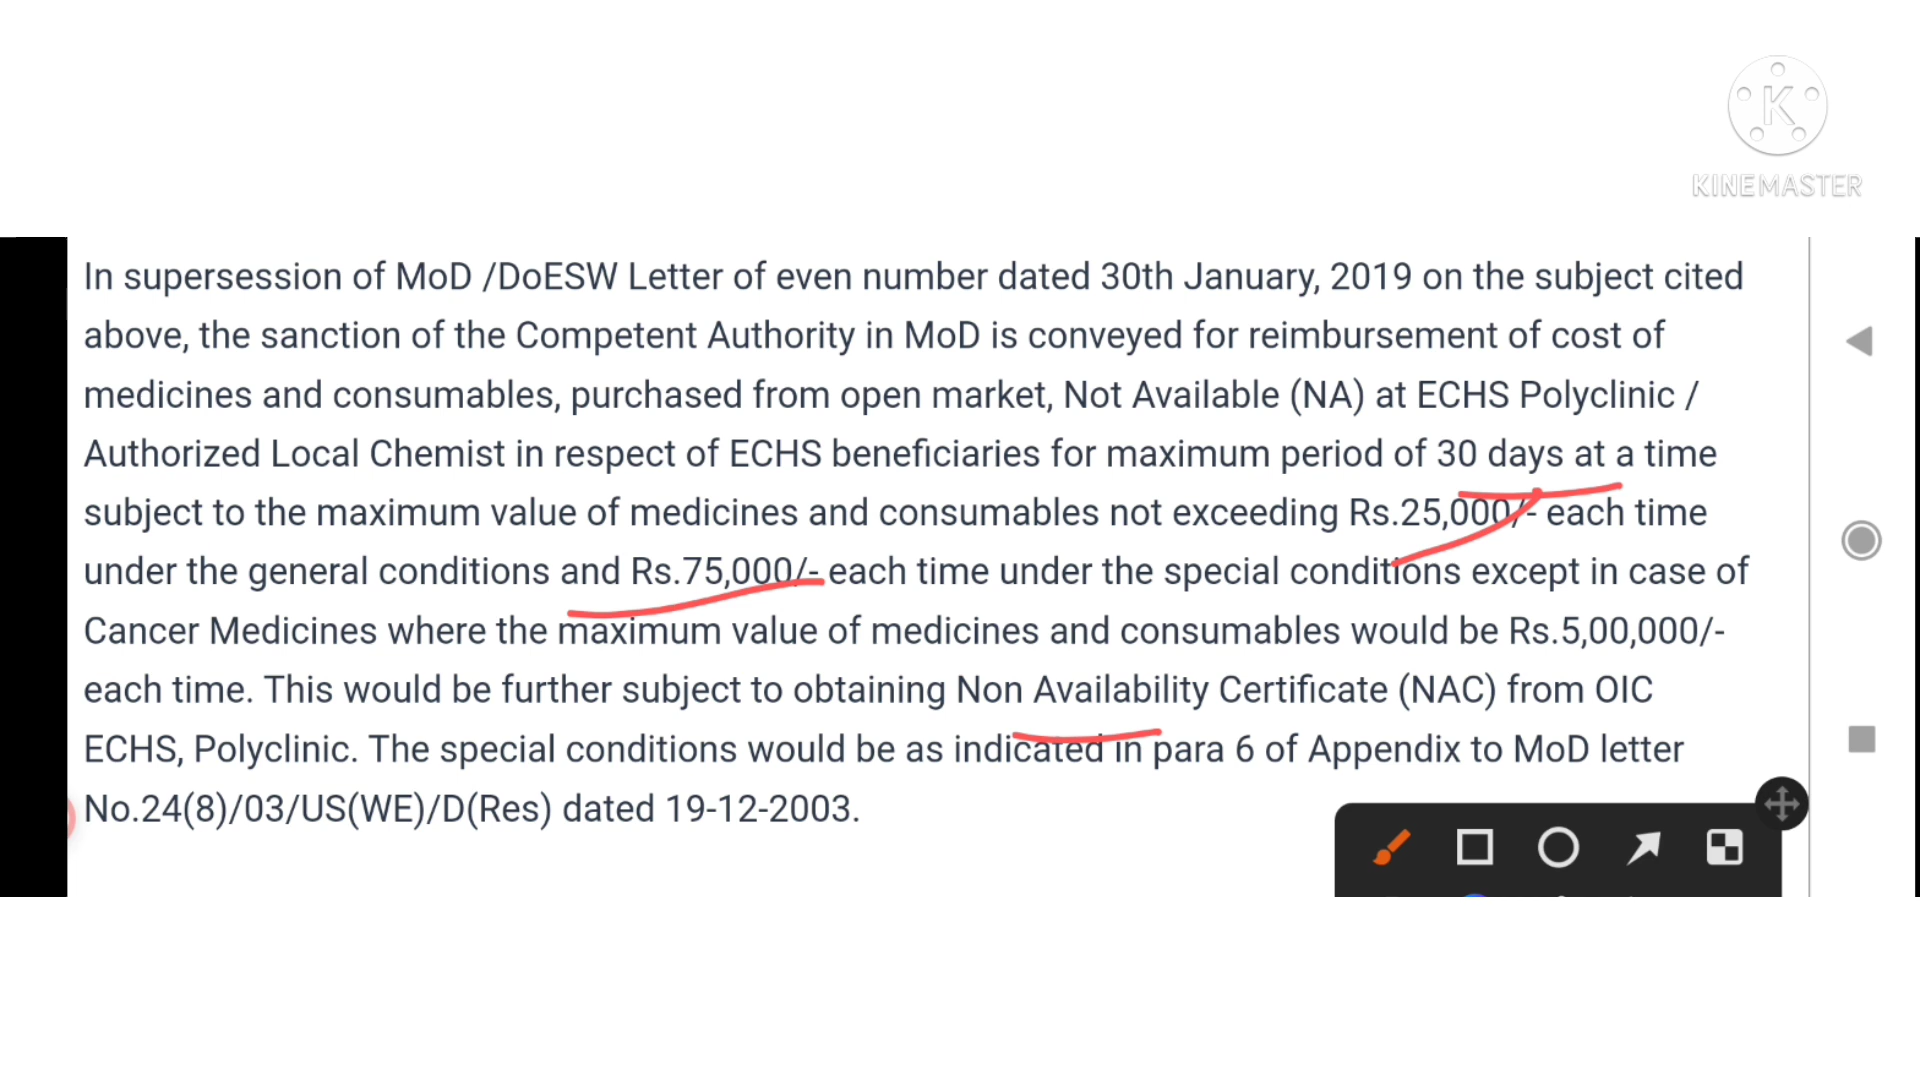 K
KINEMASTER
In supersession of MoD /DoESW Letter of even number dated 30th January, 2019 on the subject cited
above, the sanction of the Competent Authority in MoD is conveyed for reimbursement of cost of
medicines and consumables, purchased from open market, Not Available (NA) at ECHS Polyclinic /
Authorized Local Chemist in respect of ECHS beneficiaries for maximum period of 30 days at a time
subject to the maximum value of medicines and consumables not exceeding Rs.25,000/- each time
under the general conditions and Rs.75,000/- each time under the special conditions except in case of
Cancer Medicines where the maximum value of medicines and consumables would be Rs.5,00,000/-
each time. This would be further subject to obtaining Non Availability Certificate (NAC) from OIC
ECHS, Polyclinic. The special conditions would be as indicated in para 6 of Appendix to MoD letter
No.24(8)/03/US(WE)/D(Res) dated 19-12-2003.